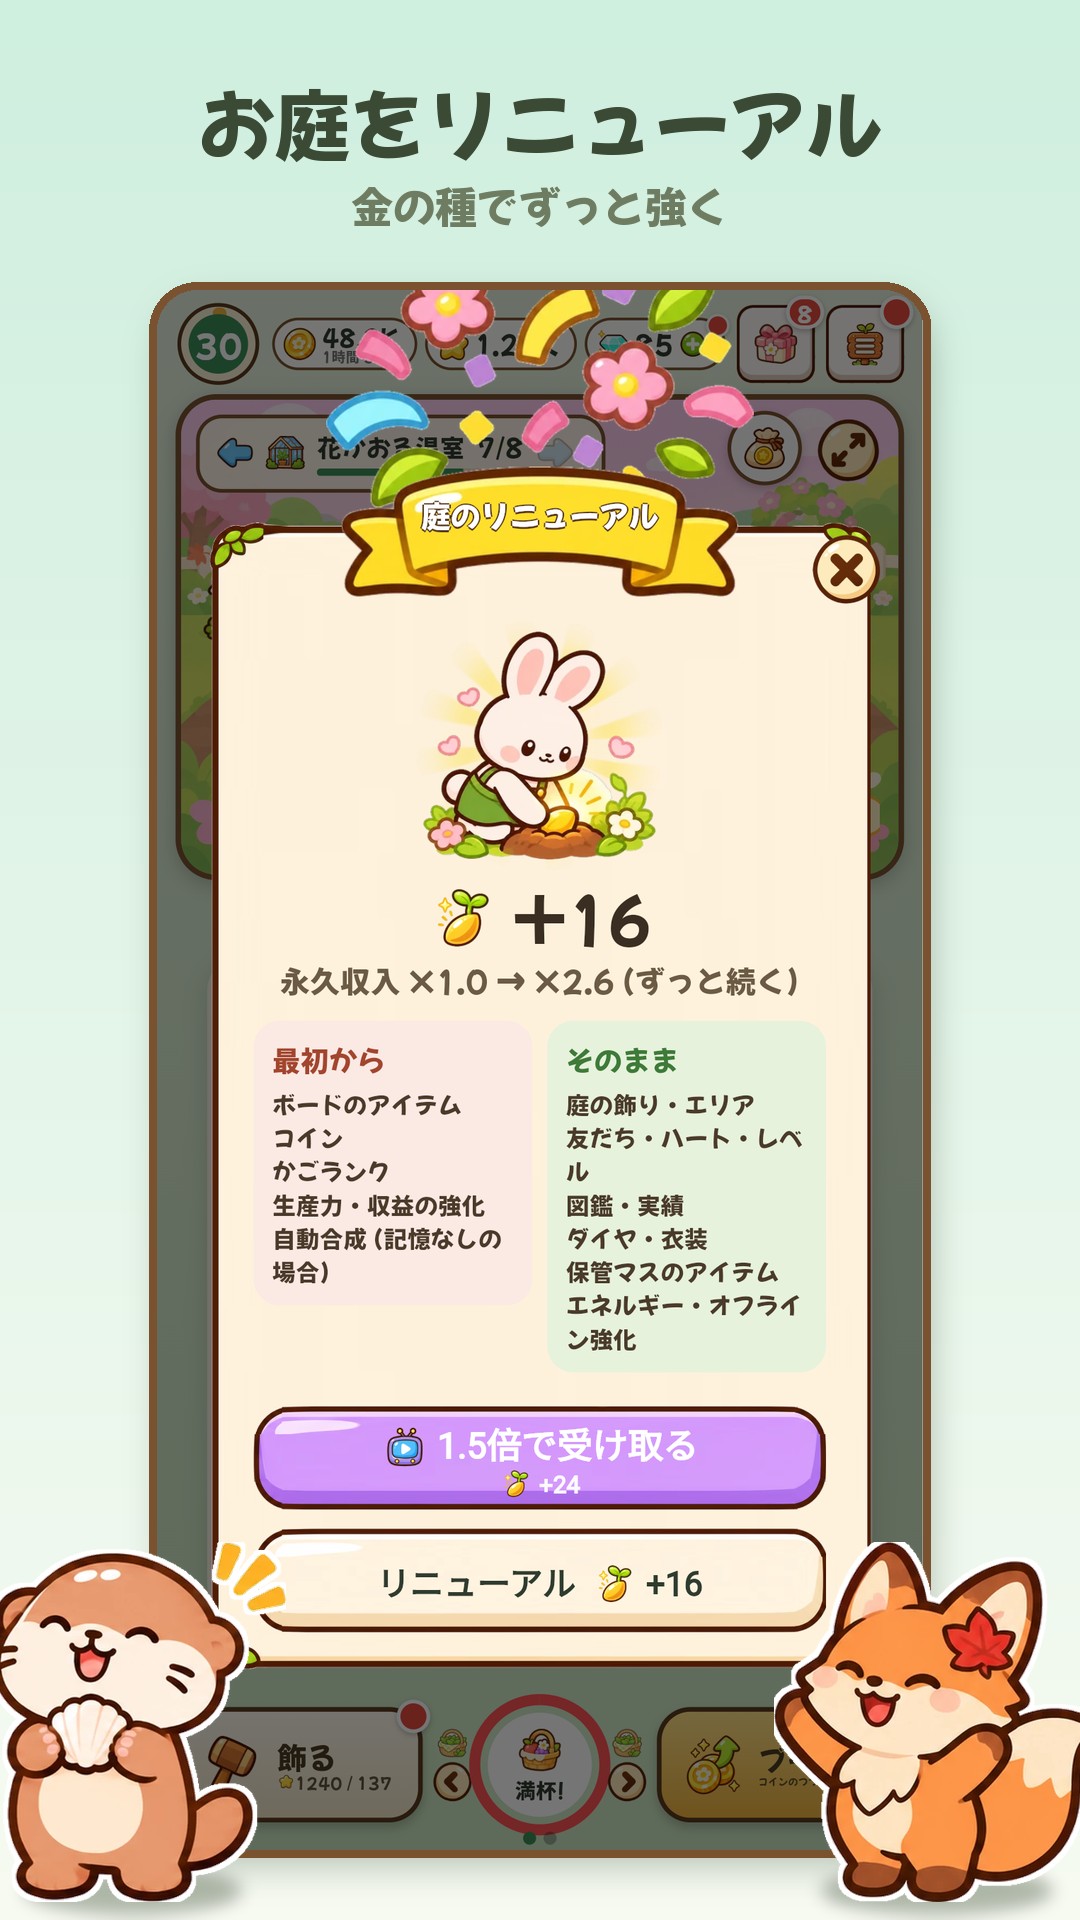 お庭をリニューアル
金の種でずっと強く
30
48
1時間
1.2
85
8
花かおる温室 7/8
庭のリニューアル
+16
永久収入 ×1.0 → ×2.6 (ずっと続く)
最初から
ボードのアイテム
コイン
かごランク
生産力・収益の強化
自動合成 (記憶なしの
場合)
そのまま
庭の飾り・エリア
友だち・ハート・レベ
ル
図鑑・実績
ダイヤ・衣装
保管マスのアイテム
エネルギー・オフライ
ン強化
1.5倍で受け取る
+24
リニューアル +16
飾る
1240 / 137
満杯!
コインのつ